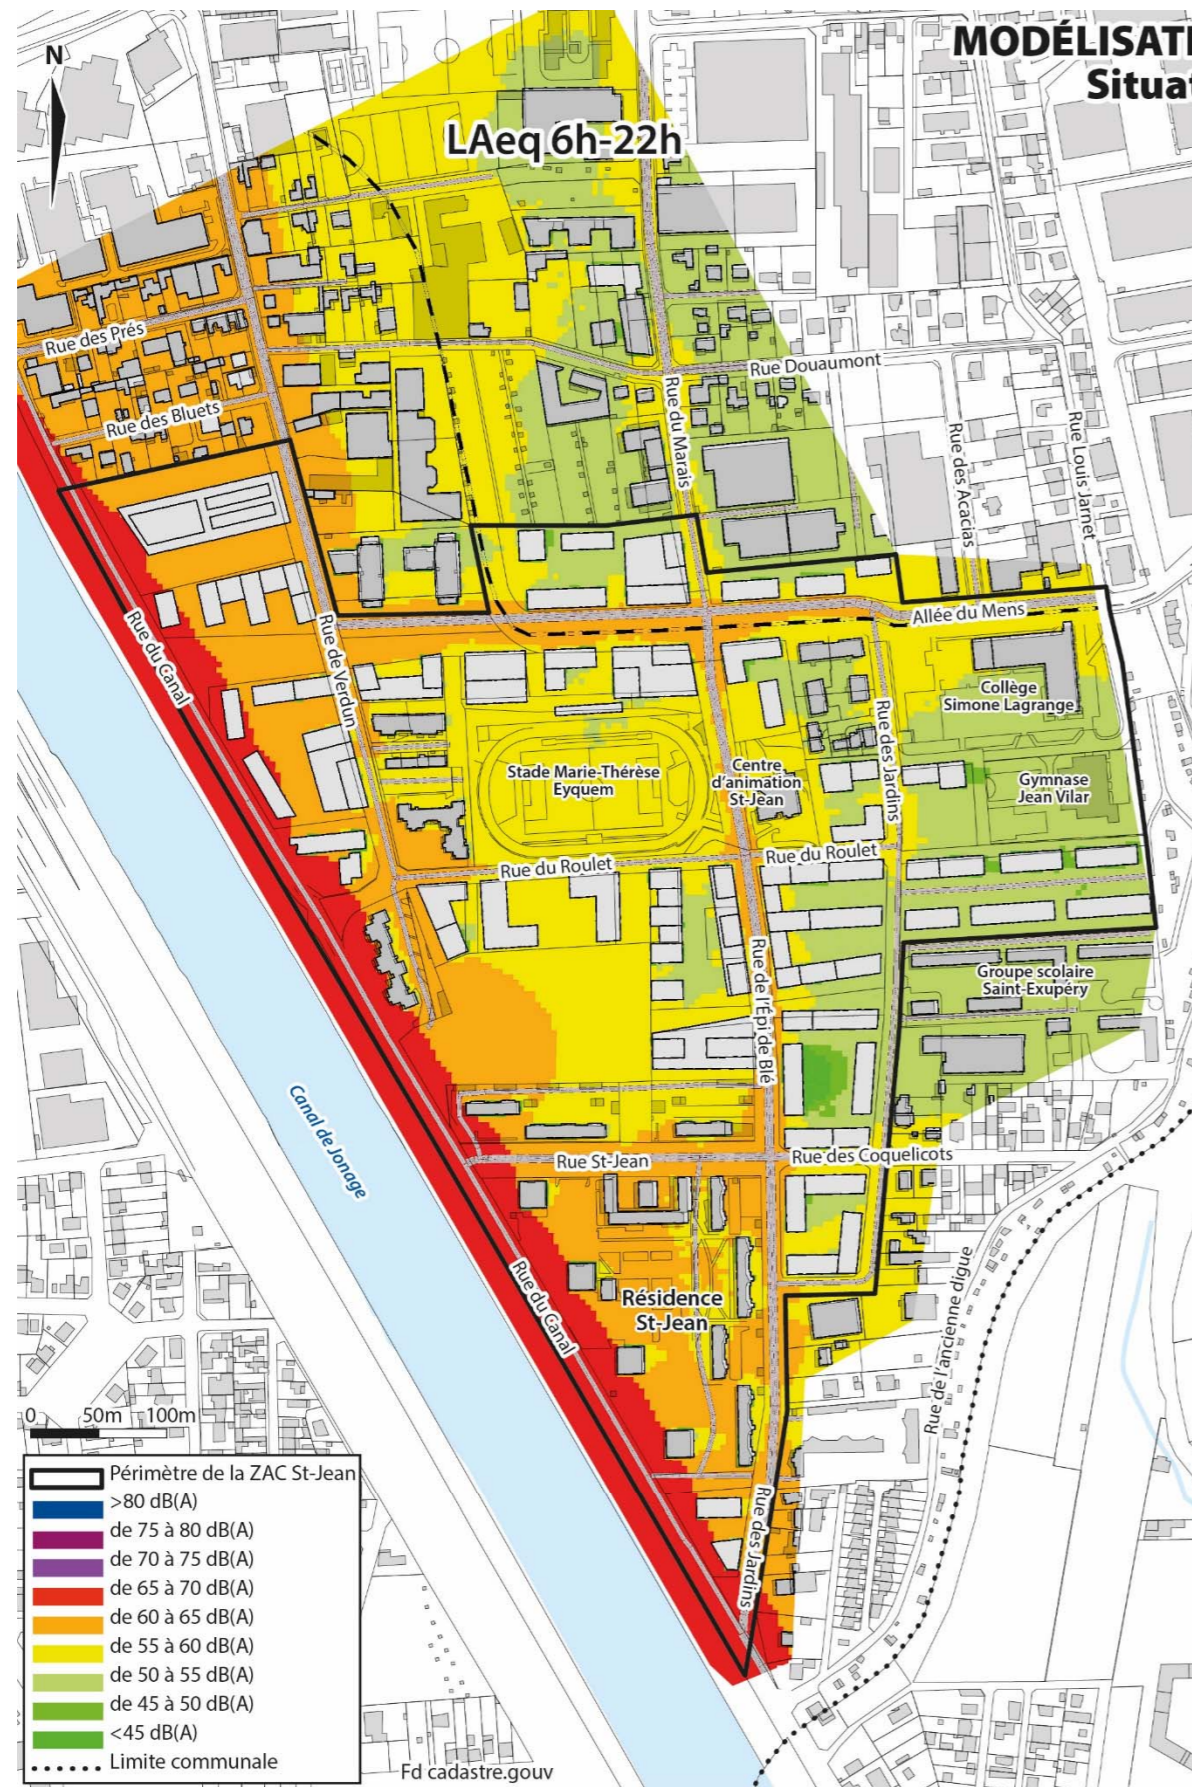 MODÉLISATI
Situat
N
LAeq 6h-22h
Rue des Prés
Rue des Bluets
Rue Douaumont
Rue du Marais
Rue des Acacias
Rue Louis Jarnet
Allée du Mens
Rue du Canal
Rue de Verdun
Collège
Simone Lagrange
Rue des Jardins
Stade Marie-Thérèse
Eyquem
Centre
d'animation
St-Jean
Gymnase
Jean Vilar
Rue du Roulet
Rue du Roulet
Rue de l'Épi de Blé
Groupe scolaire
Saint-Exupéry
Canal de Jonage
Rue St-Jean
Rue des Coquelicots
Rue du Canal
Résidence
St-Jean
Rue de l'ancienne digue
Rue des Jardins
0 50m 100m
Périmètre de la ZAC St-Jean
>80 dB(A)
de 75 à 80 dB(A)
de 70 à 75 dB(A)
de 65 à 70 dB(A)
de 60 à 65 dB(A)
de 55 à 60 dB(A)
de 50 à 55 dB(A)
de 45 à 50 dB(A)
<45 dB(A)
Limite communale
Fd cadastre.gouv